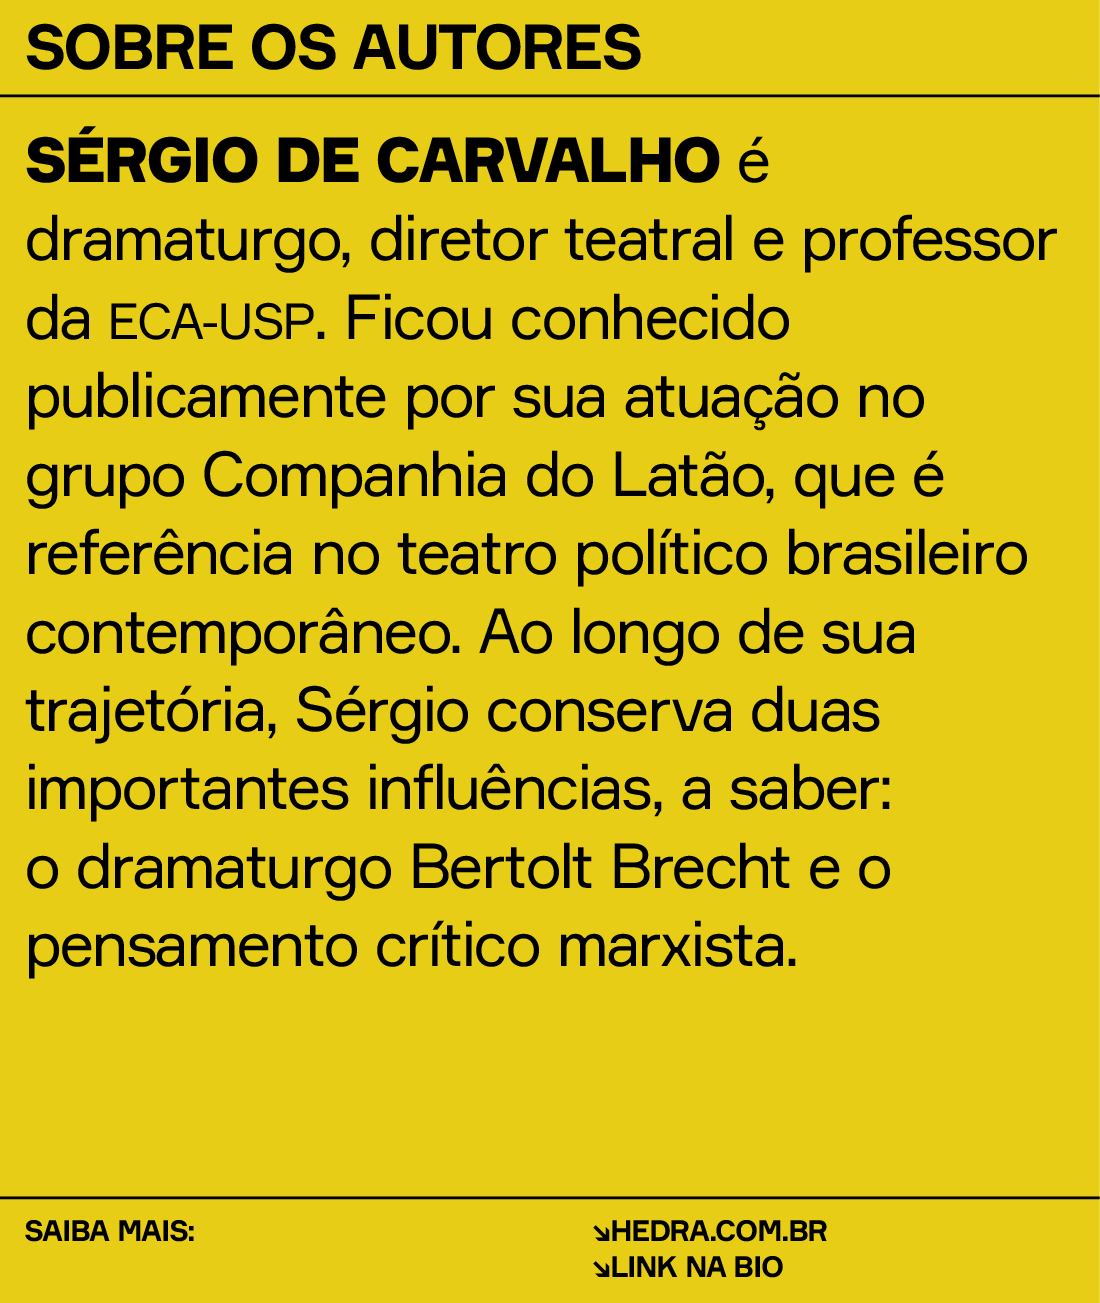 SOBRE OS AUTORES
SÉRGIO DE CARVALHO é
dramaturgo, diretor teatral e professor
da ECA-USP. Ficou conhecido
publicamente por sua atuação no
grupo Companhia do Latão, que é
referência no teatro político brasileiro
contemporâneo. Ao longo de sua
trajetória, Sérgio conserva duas
importantes influências, a saber:
o dramaturgo Bertolt Brecht e o
pensamento crítico marxista.
SAIBA MAIS:
↘HEDRA.COM.BR
↘LINK NA BIO